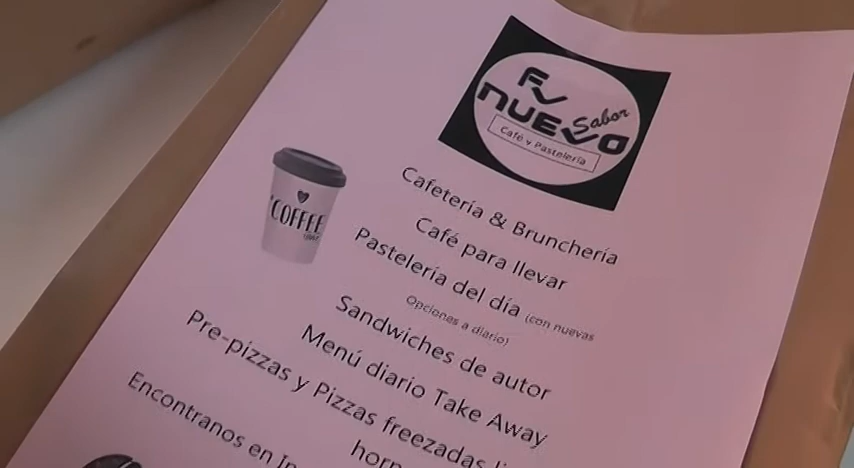 FV
nuevo
Sabor
Café y Pastelería
COFFEE
Cafetería & Brunchería
Café para llevar
Pastelería del día (con nuevas
Opciones a diario)
Sandwiches de autor
Menú diario Take Away
Pre-pizzas y Pizzas freezadas
Encontranos en